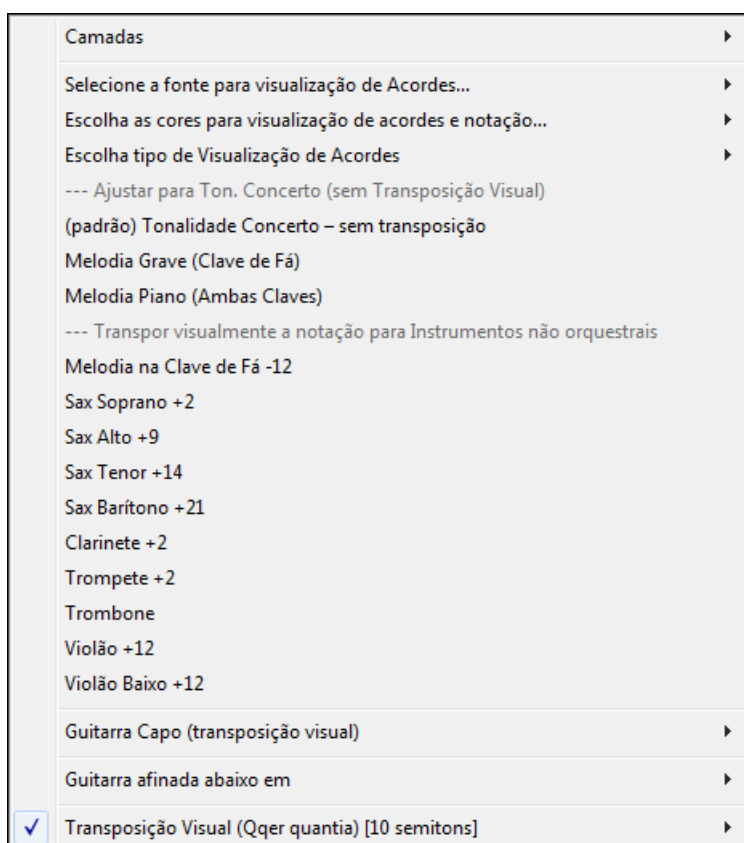 Camadas
Selecione a fonte para visualização de Acordes...
Escolha as cores para visualização de acordes e notação...
Escolha tipo de Visualização de Acordes
--- Ajustar para Ton. Concerto (sem Transposição Visual)
(padrão) Tonalidade Concerto – sem transposição
Melodia Grave (Clave de Fá)
Melodia Piano (Ambas Claves)
--- Transpor visualmente a notação para Instrumentos não orquestrais
Melodia na Clave de Fá -12
Sax Soprano +2
Sax Alto +9
Sax Tenor +14
Sax Barítono +21
Clarinete +2
Trompete +2
Trombone
Violão +12
Violão Baixo +12
Guitarra Capo (transposição visual)
Guitarra afinada abaixo em
Transposição Visual (Qqer quantia) [10 semitons]